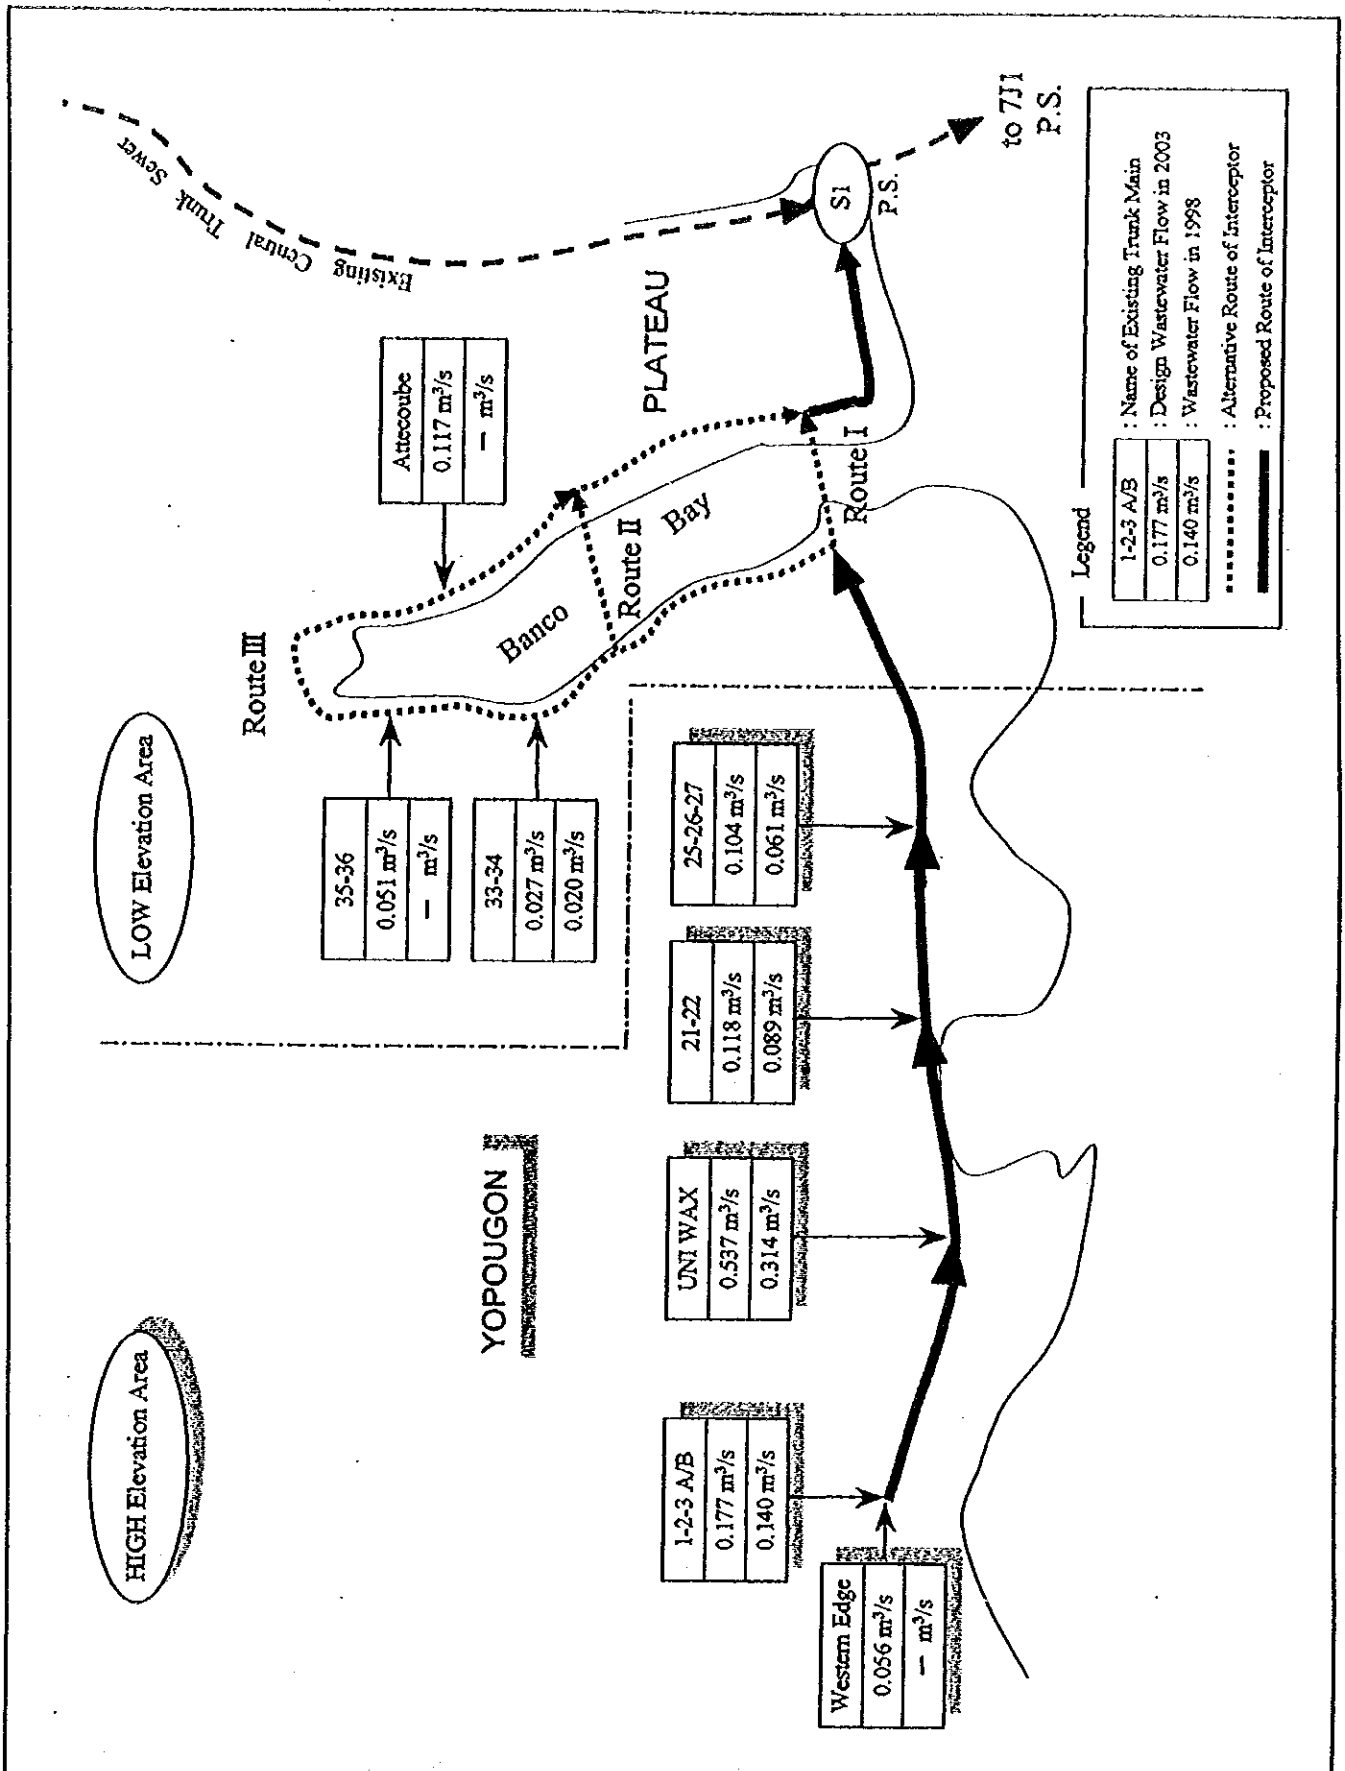 HIGH Elevation Area
LOW Elevation Area
YOPOUGON
Western Edge
0.056 m³/s
— m³/s
1-2-3 A/B
0.177 m³/s
0.140 m³/s
UNI WAX
0.537 m³/s
0.314 m³/s
21-22
0.118 m³/s
0.089 m³/s
25-26-27
0.104 m³/s
0.061 m³/s
35-36
0.051 m³/s
— m³/s
33-34
0.027 m³/s
0.020 m³/s
Route III
Attecoube
0.117 m³/s
— m³/s
Banco Bay
Route II
Route I
PLATEAU
Existing Central Trunk Sewer
S1
P.S.
to 7J1
P.S.
Legend
1-2-3 A/B : Name of Existing Trunk Main
0.177 m³/s : Design Wastewater Flow in 2003
0.140 m³/s : Wastewater Flow in 1998
: Alternative Route of Interceptor
: Proposed Route of Interceptor